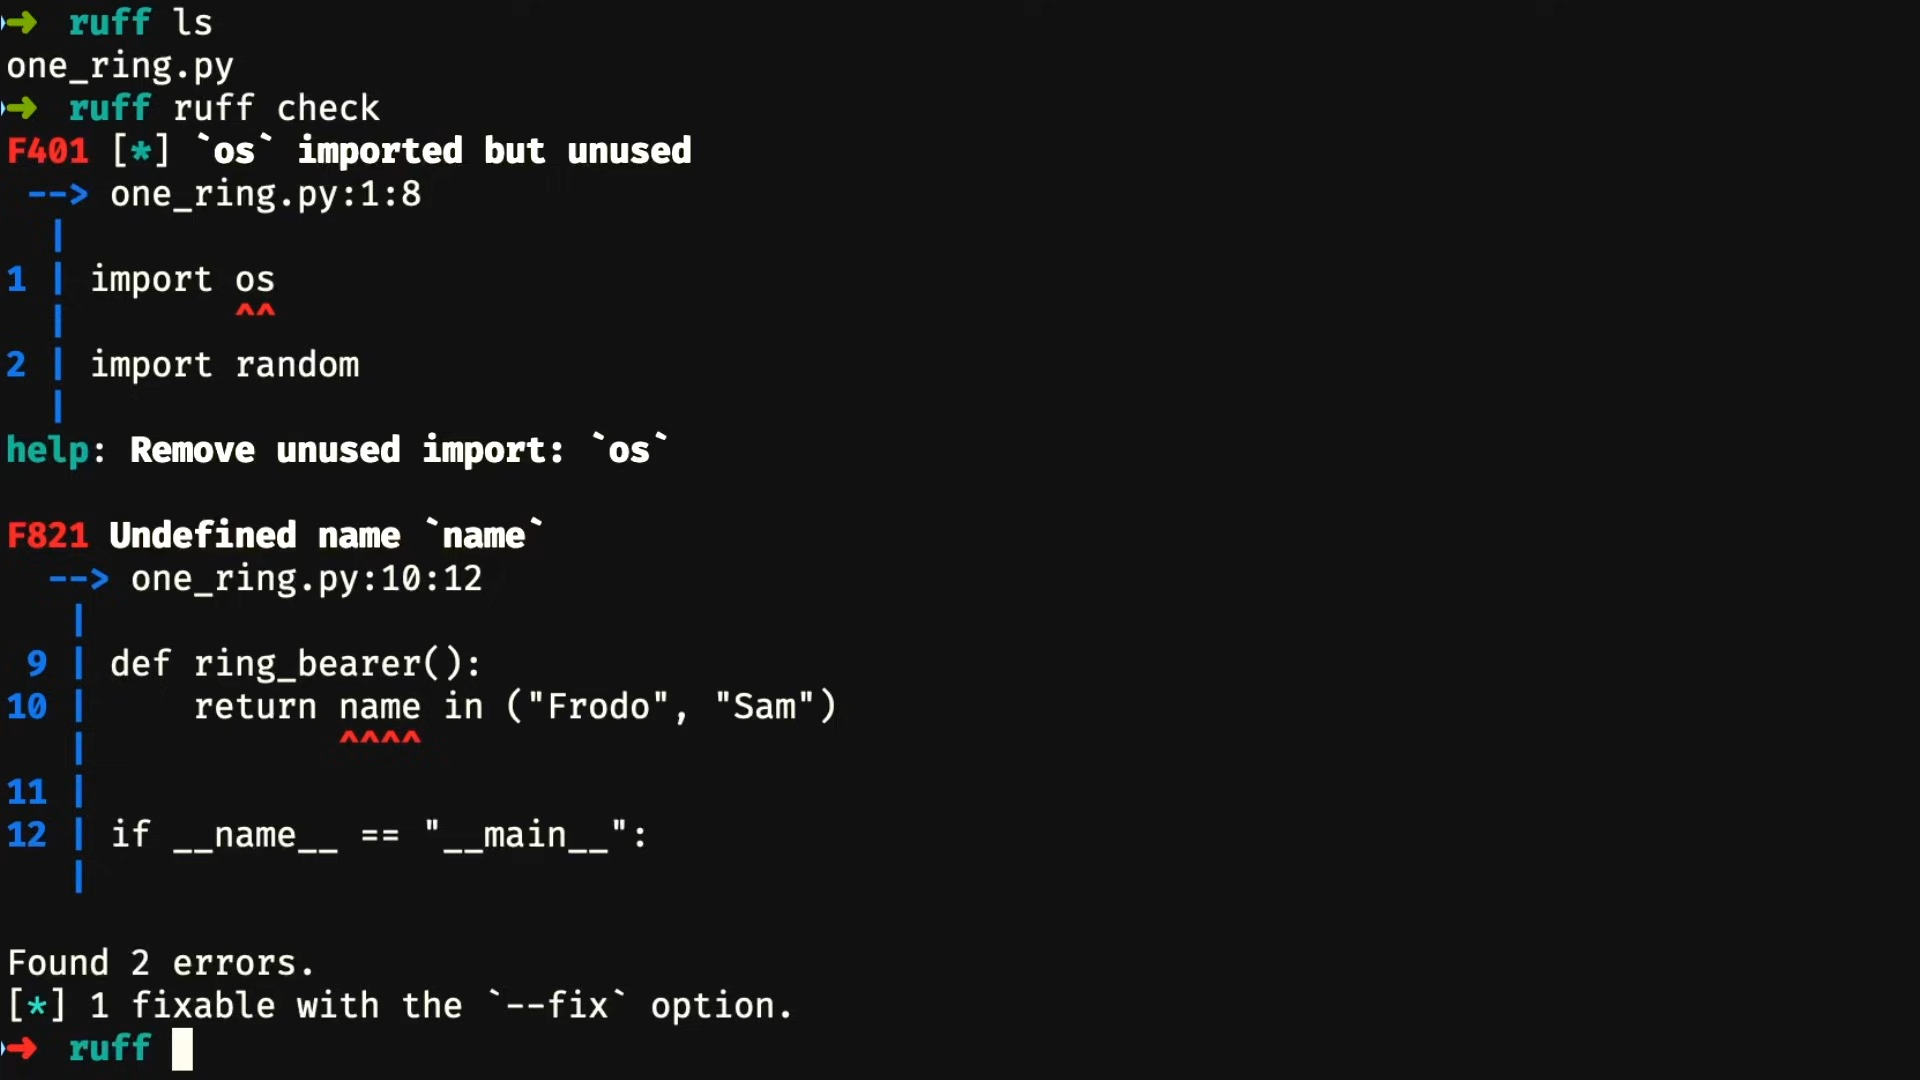 ➜ ruff ls
one_ring.py
➜ ruff ruff check
F401 [*] `os` imported but unused
 --> one_ring.py:1:8
  |
1 | import os
  |        ^^
2 | import random
  |
help: Remove unused import: `os`

F821 Undefined name `name`
  --> one_ring.py:10:12
   |
 9 | def ring_bearer():
10 |     return name in ("Frodo", "Sam")
   |            ^^^^
11 |
12 | if __name__ == "__main__":
   |

Found 2 errors.
[*] 1 fixable with the `--fix` option.
➜ ruff